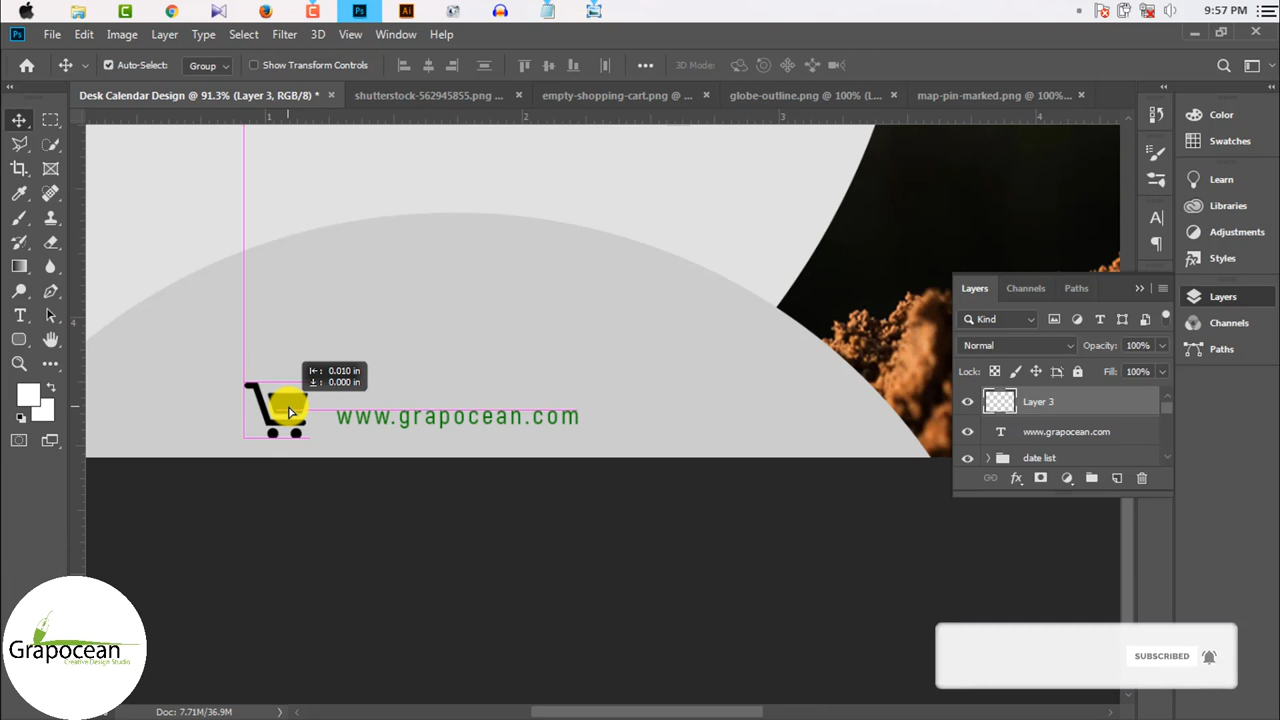 9:57 PM
Ps File Edit Image Layer Type Select Filter 3D View Window Help
Auto-Select: Group Show Transform Controls 3D Mode:
Desk Calendar Design @ 91.3% (Layer 3, RGB/8) * × shutterstock-562945855.png ... × empty-shopping-cart.png @ ... × globe-outline.png @ 100% (L... × map-pin-marked.png @ 100%... ×
1 2 3 4
4
Color
Swatches
Learn
Libraries
Adjustments
Styles
Layers
Channels
Paths
Layers Channels Paths
Kind
Normal Opacity: 100%
Lock: Fill: 100%
Layer 3
www.grapocean.com
date list
0.010 in
0.000 in
www.grapocean.com
Grapocean
Creative Design Studio
SUBSCRIBED
Doc: 7.71M/36.9M